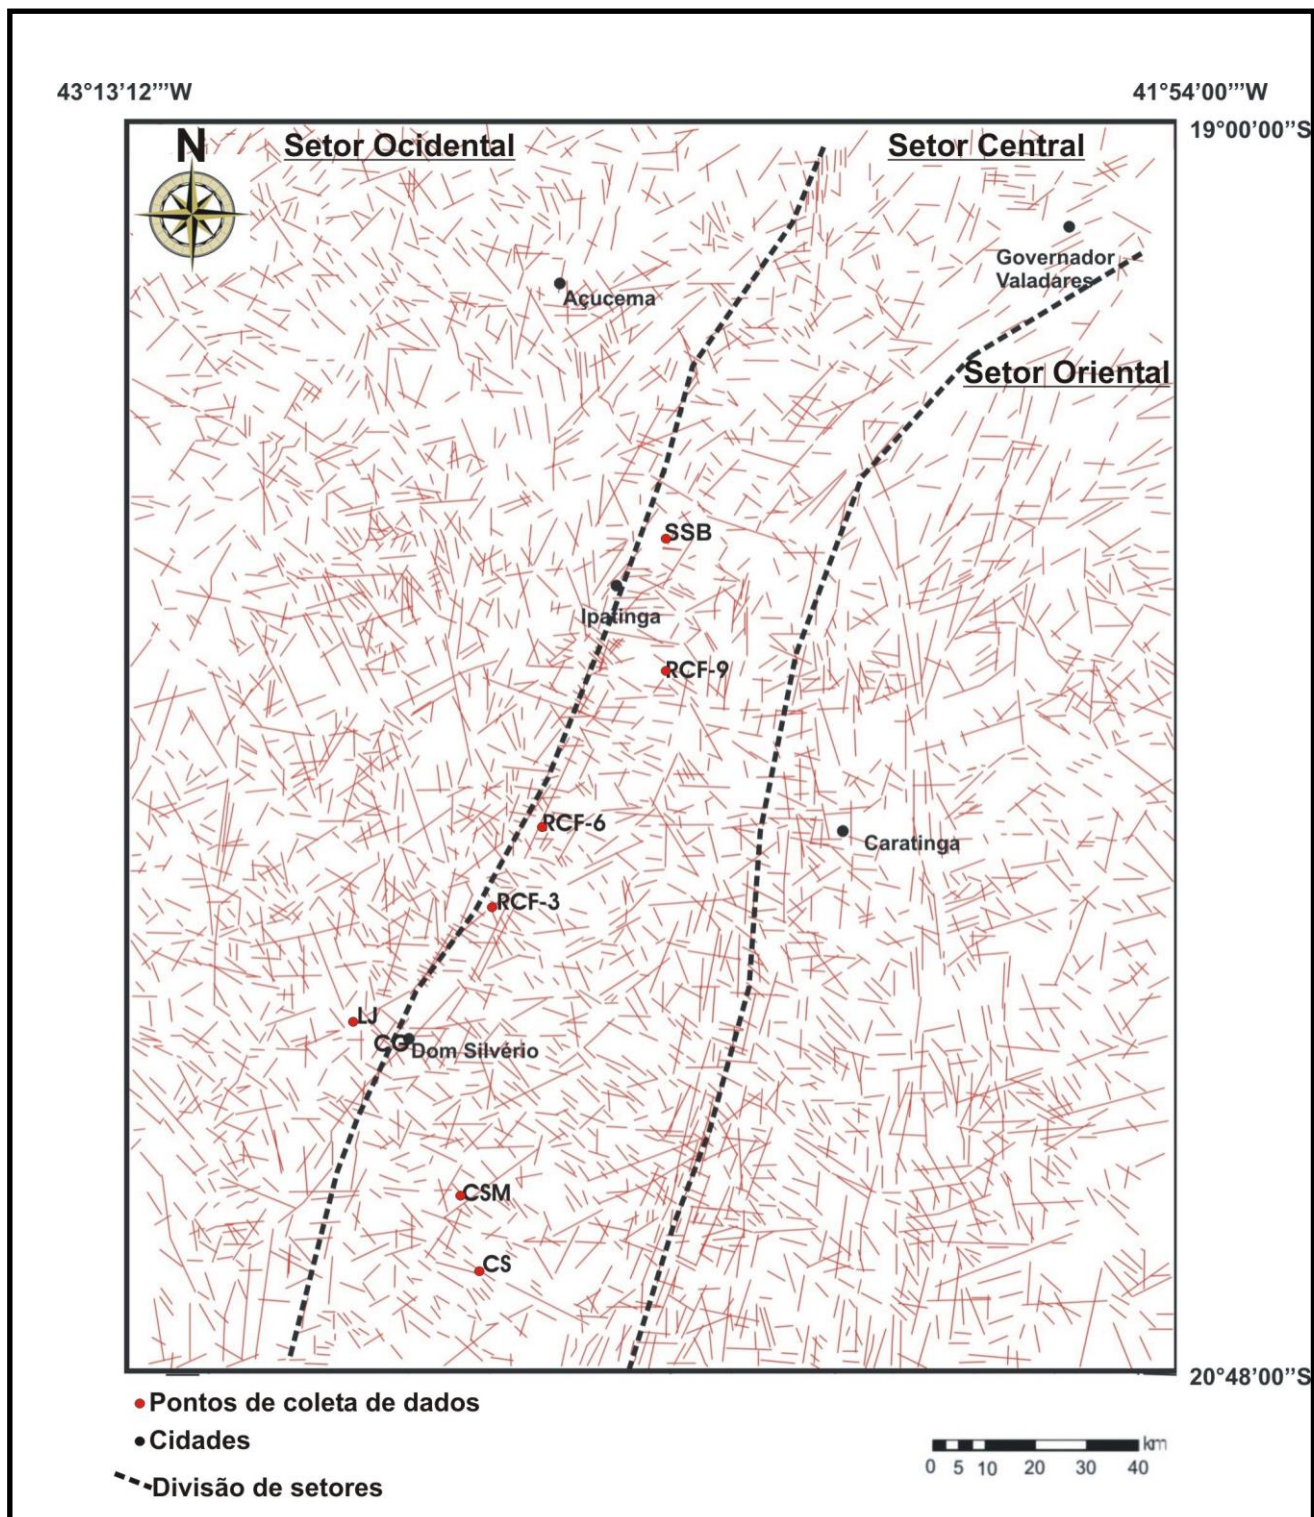 43°13’12’’’W
41°54’00’’’W
19°00’00’’S
N
Setor Ocidental
Setor Central
Governador
Valadares
Açucema
Setor Oriental
SSB
Ipatinga
RCF-9
RCF-6
Caratinga
RCF-3
LJ
CG
Dom Silvério
CSM
CS
20°48’00’’S
Pontos de coleta de dados
Cidades
Divisão de setores
km
0 5 10 20 30 40